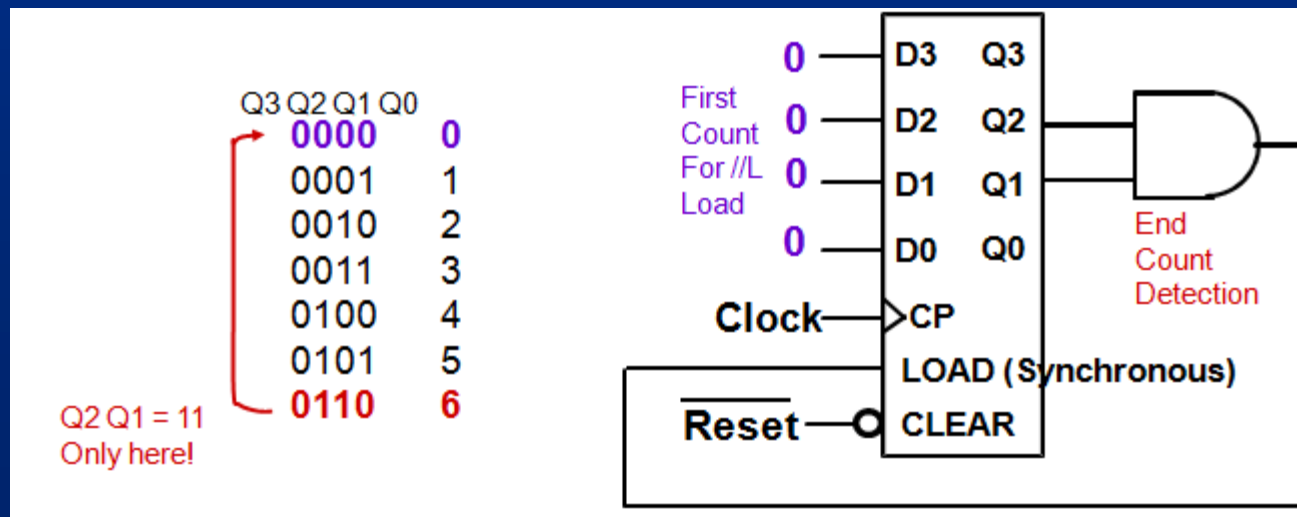 Q3 Q2 Q1 Q0
0000 0
0001 1
0010 2
0011 3
0100 4
0101 5
0110 6
Q2 Q1 = 11
Only here!
First
Count
For //L
Load
0
0
0
0
D3 Q3
D2 Q2
D1 Q1
D0 Q0
Clock
CP
LOAD (Synchronous)
Reset
CLEAR
End
Count
Detection